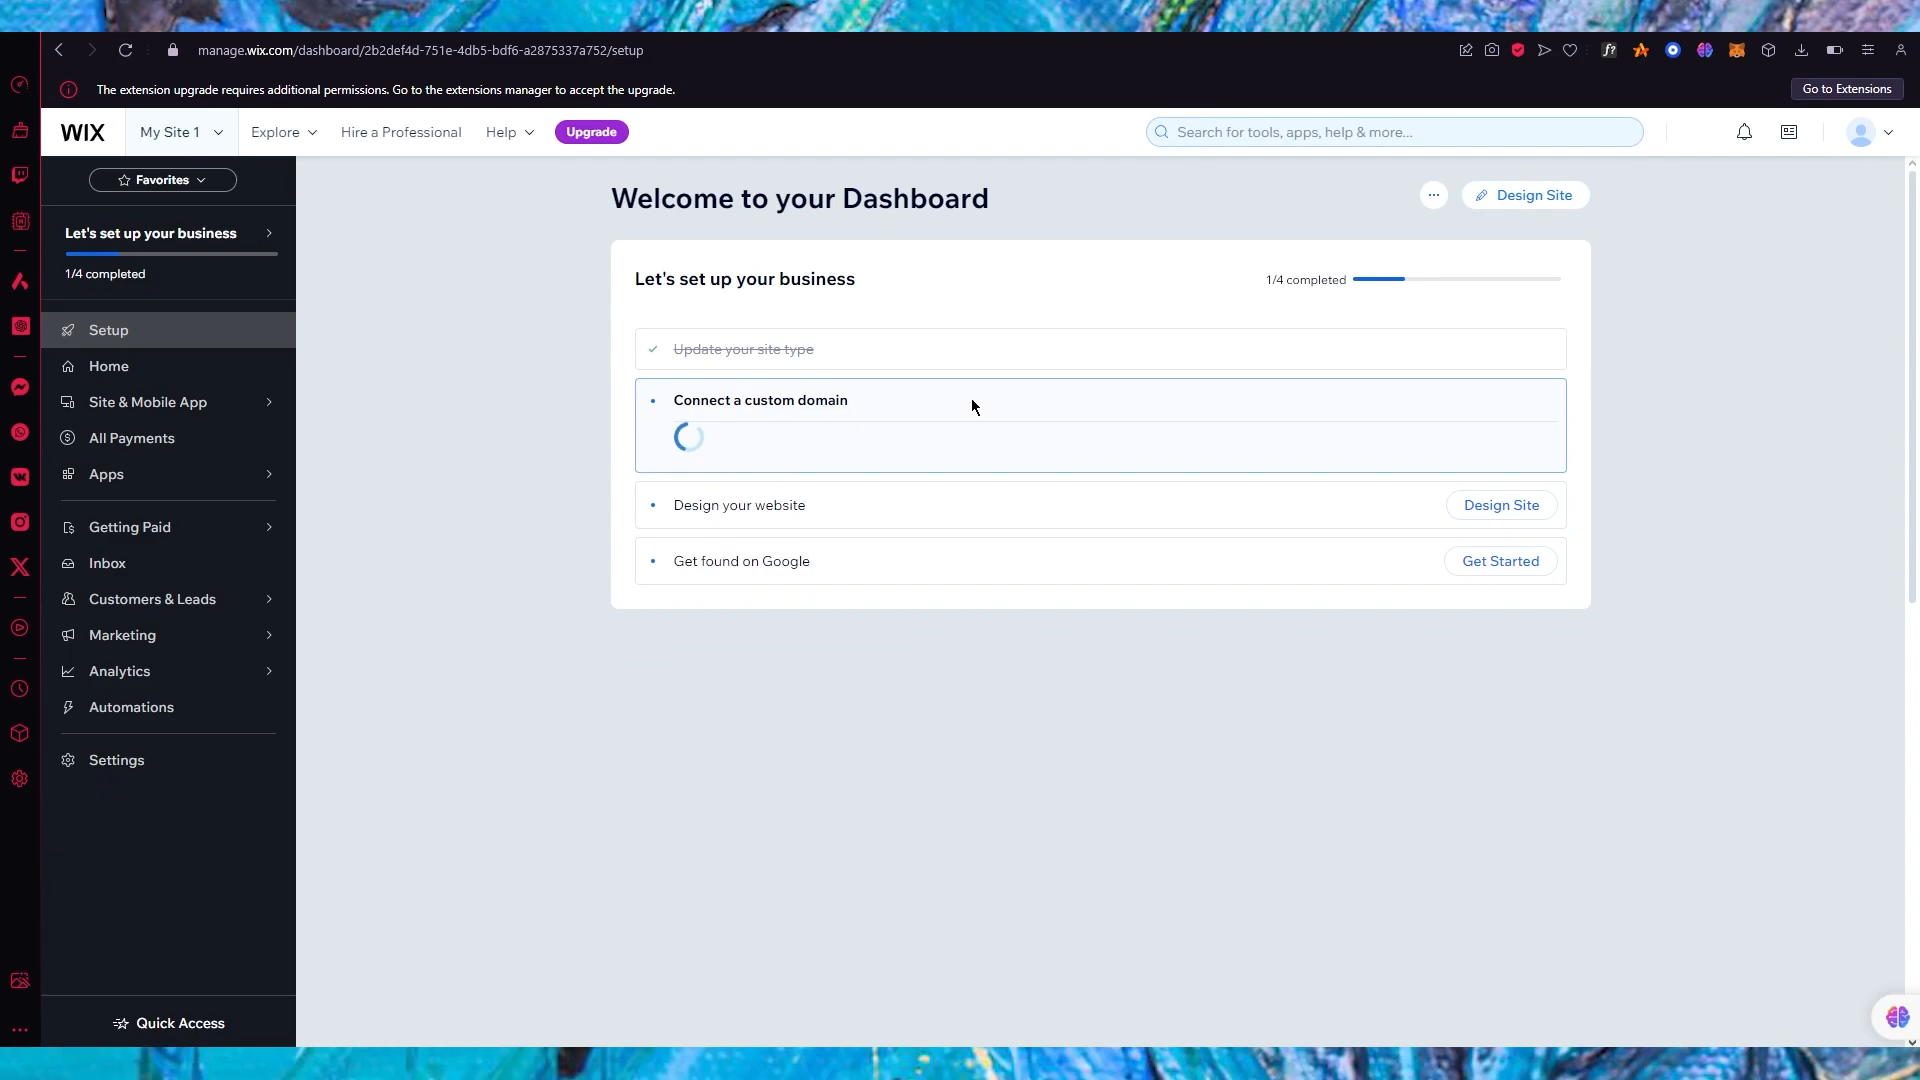 manage.wix.com/dashboard/2b2def4d-751e-4db5-bdf6-a2875337a752/setup
f?
The extension upgrade requires additional permissions. Go to the extensions manager to accept the upgrade.
Go to Extensions
WIX
My Site 1
Explore
Hire a Professional
Help
Upgrade
Search for tools, apps, help & more...
Favorites
Let's set up your business
1/4 completed
Setup
Home
Site & Mobile App
All Payments
Apps
Getting Paid
Inbox
Customers & Leads
Marketing
Analytics
Automations
Settings
Quick Access
Welcome to your Dashboard
Design Site
Let's set up your business
1/4 completed
Update your site type
Connect a custom domain
Design your website
Design Site
Get found on Google
Get Started